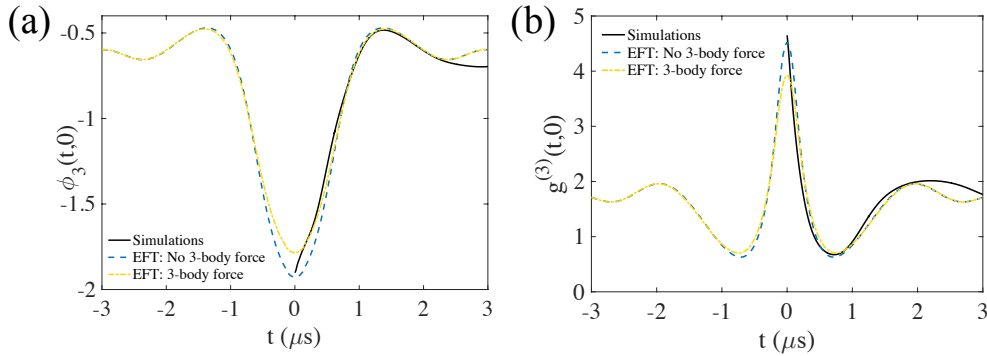 (a)
-0.5
-1
-1.5
-2
ϕ₃(t,0)
Simulations
EFT: No 3-body force
EFT: 3-body force
-3 -2 -1 0 1 2 3
t (μs)
(b)
5
4
3
2
1
0
g⁽³⁾(t,0)
Simulations
EFT: No 3-body force
EFT: 3-body force
-3 -2 -1 0 1 2 3
t (μs)